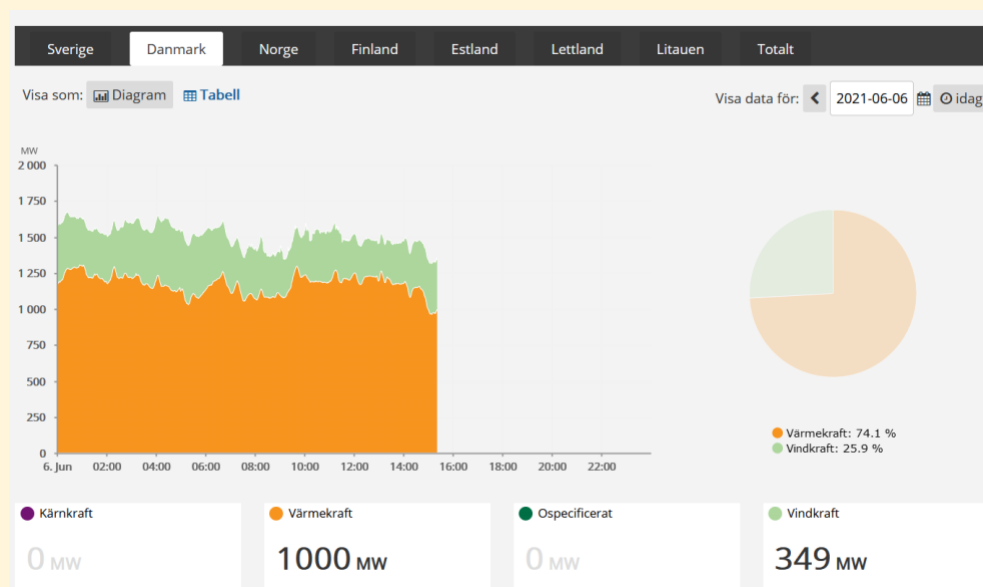 Sverige Danmark Norge Finland Estland Lettland Litauen Totalt
Visa som: Diagram Tabell Visa data för: 2021-06-06 idag
MW
2 000
1 750
1 500
1 250
1 000
750
500
250
0
6. Jun 02:00 04:00 06:00 08:00 10:00 12:00 14:00 16:00 18:00 20:00 22:00
Värmekraft: 74.1 %
Vindkraft: 25.9 %
Kärnkraft Värmekraft Ospecificerat Vindkraft
0 MW 1000 MW 0 MW 349 MW